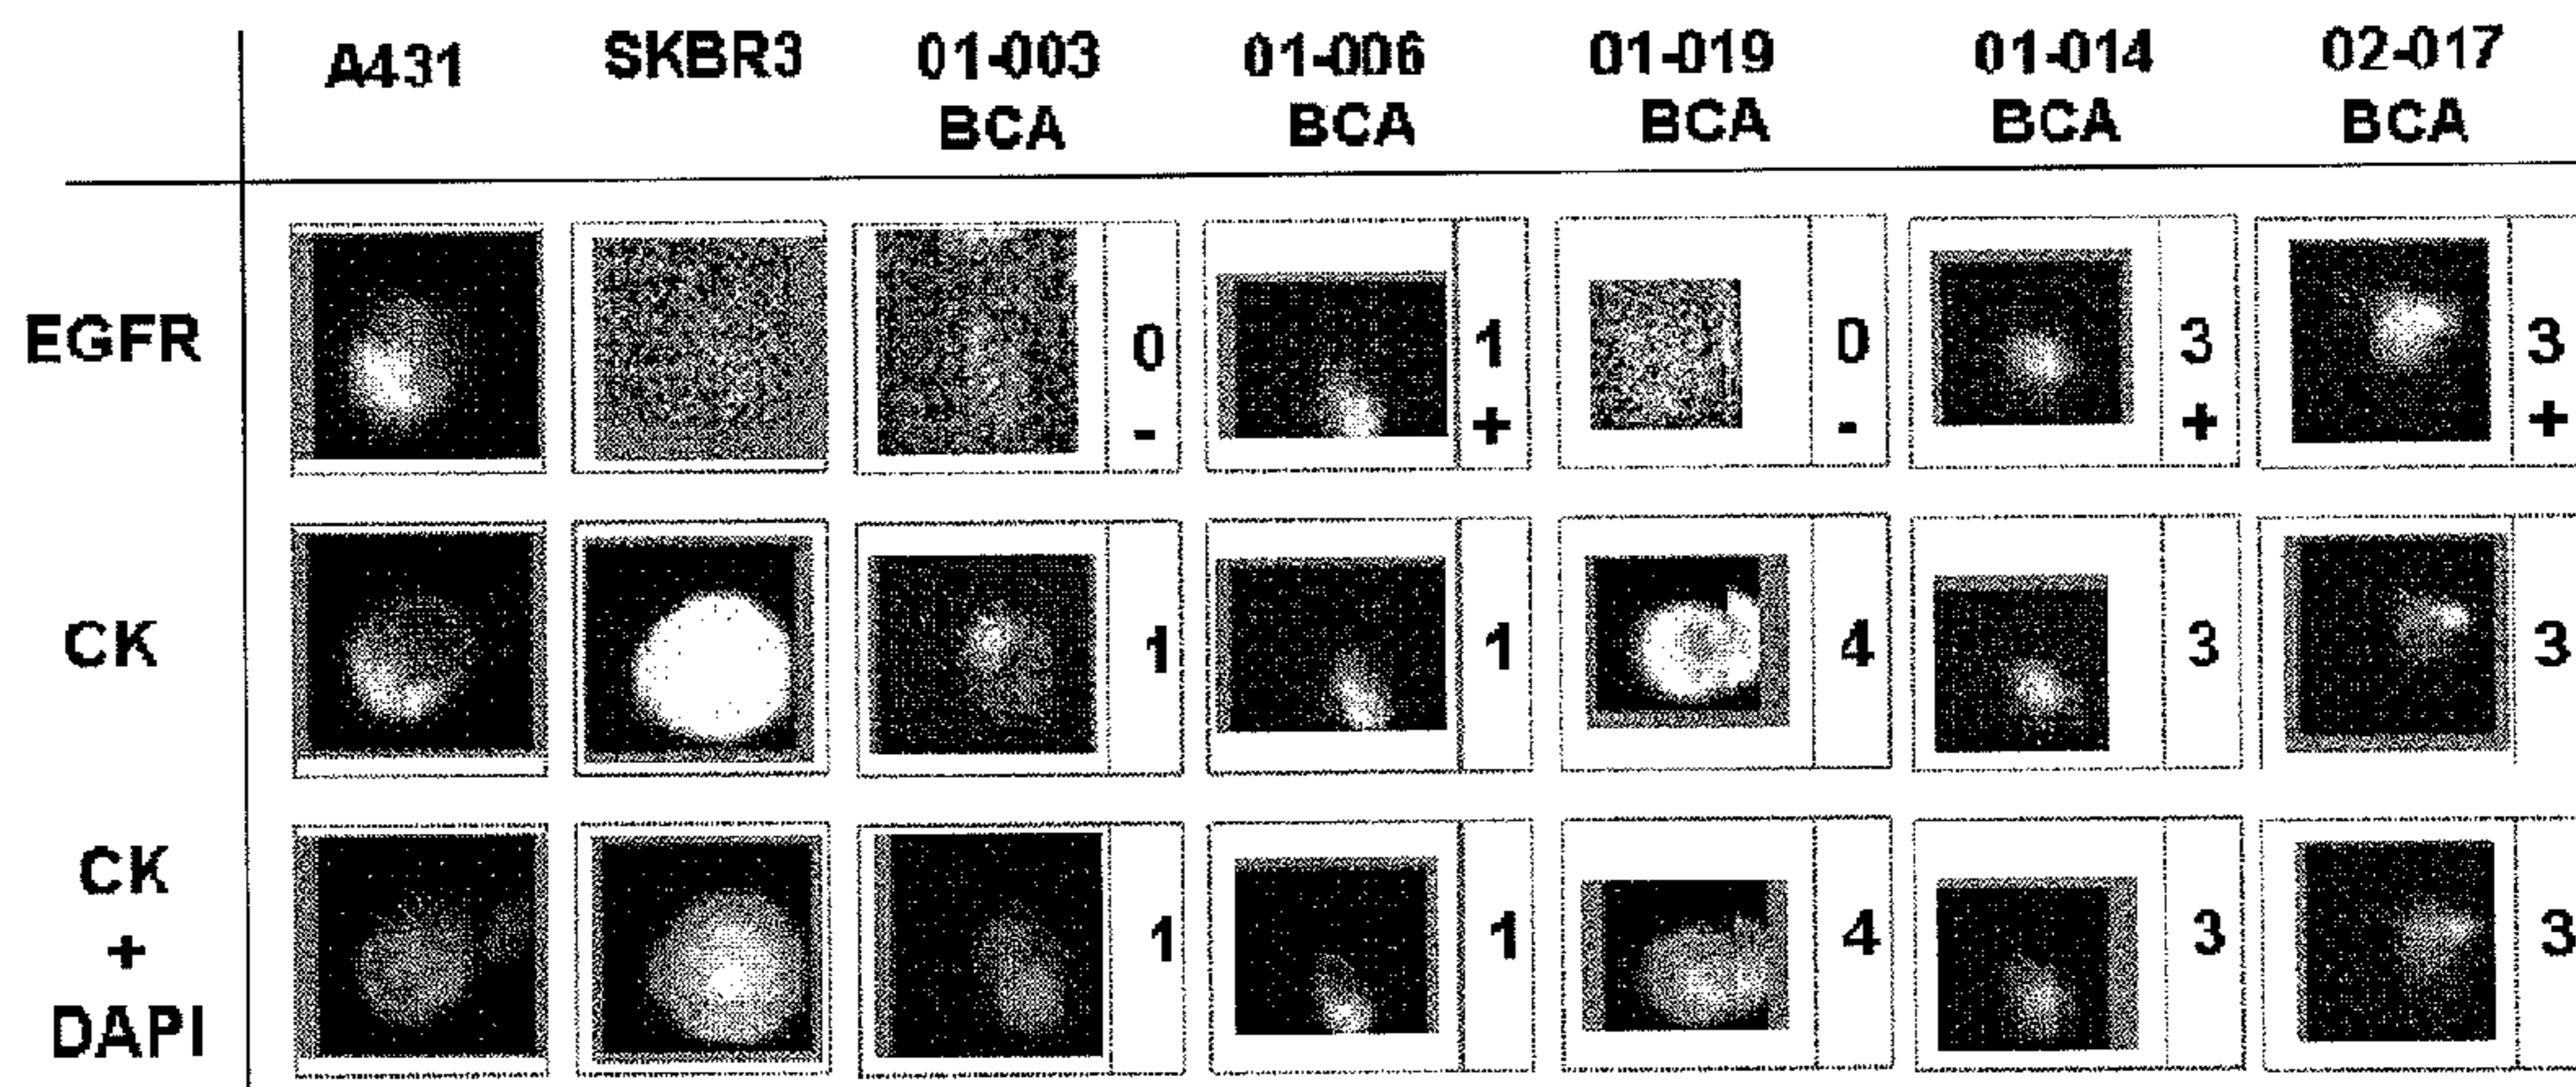 A431 SKBR3 01-003 01-006 01-019 01-014 02-017
BCA BCA BCA BCA BCA
EGFR 0 1 0 3 3
- + - + +
CK 1 1 4 3 3
CK
+ 1 1 4 3 3
DAPI